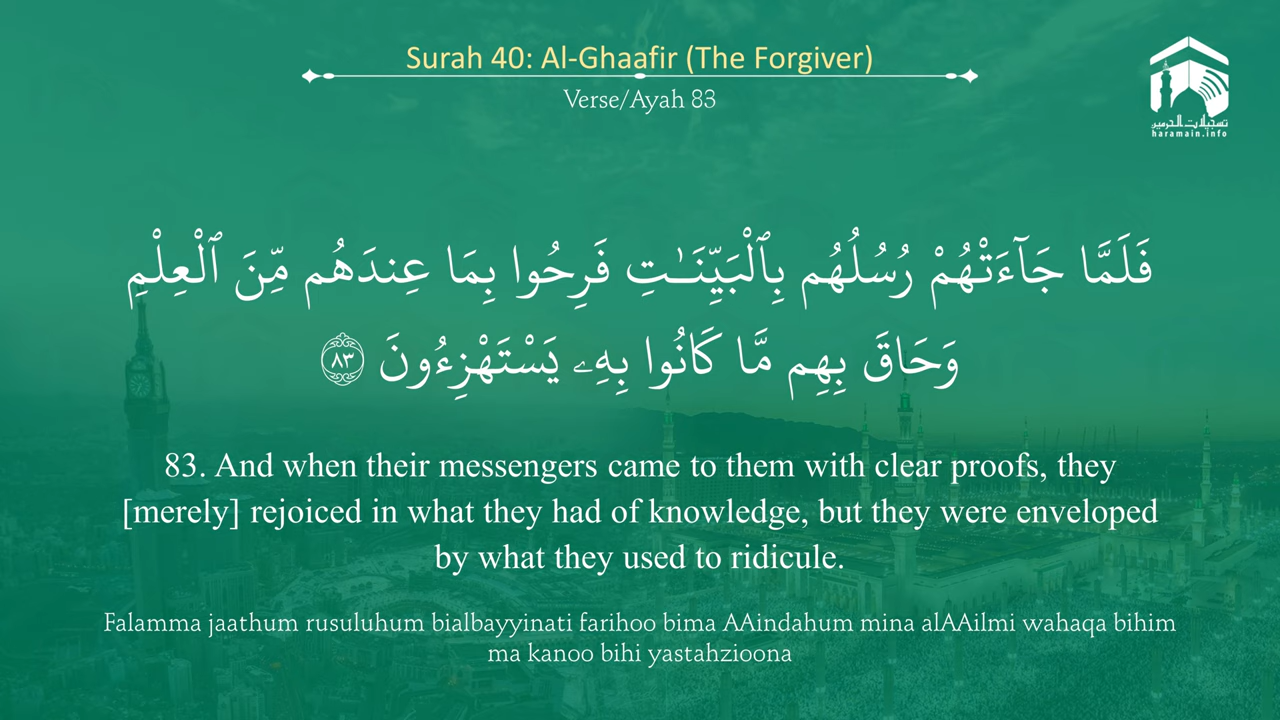 Surah 40: Al-Ghaafir (The Forgiver)
Verse/Ayah 83
تسجيلات الحرمين
haramain.info
فَلَمَّا جَآءَتْهُمْ رُسُلُهُم بِٱلْبَيِّنَـٰتِ فَرِحُوا بِمَا عِندَهُم مِّنَ ٱلْعِلْمِ
وَحَاقَ بِهِم مَّا كَانُوا بِهِۦ يَسْتَهْزِءُونَ ٨٣
83. And when their messengers came to them with clear proofs, they
[merely] rejoiced in what they had of knowledge, but they were enveloped
by what they used to ridicule.
Falamma jaathum rusuluhum bialbayyinati farihoo bima AAindahum mina alAAilmi wahaqa bihim
ma kanoo bihi yastahzioona